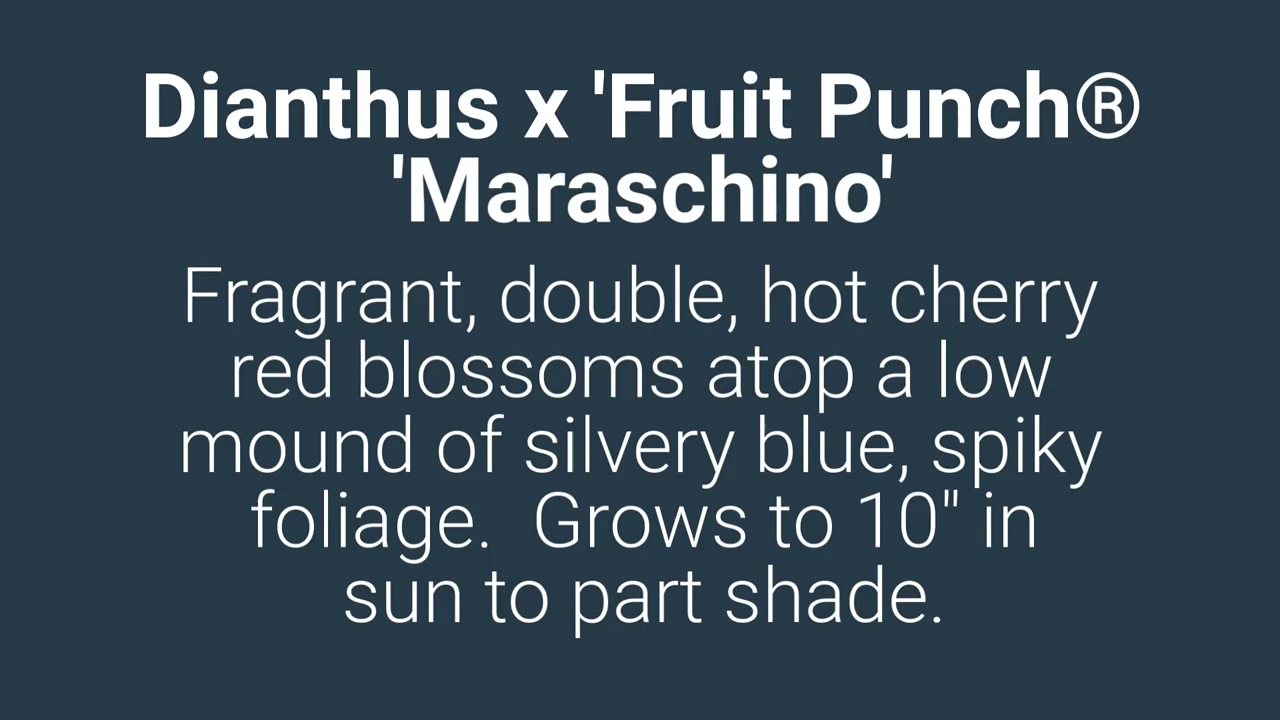 Dianthus x 'Fruit Punch®
'Maraschino'
Fragrant, double, hot cherry
red blossoms atop a low
mound of silvery blue, spiky
foliage.  Grows to 10" in
sun to part shade.